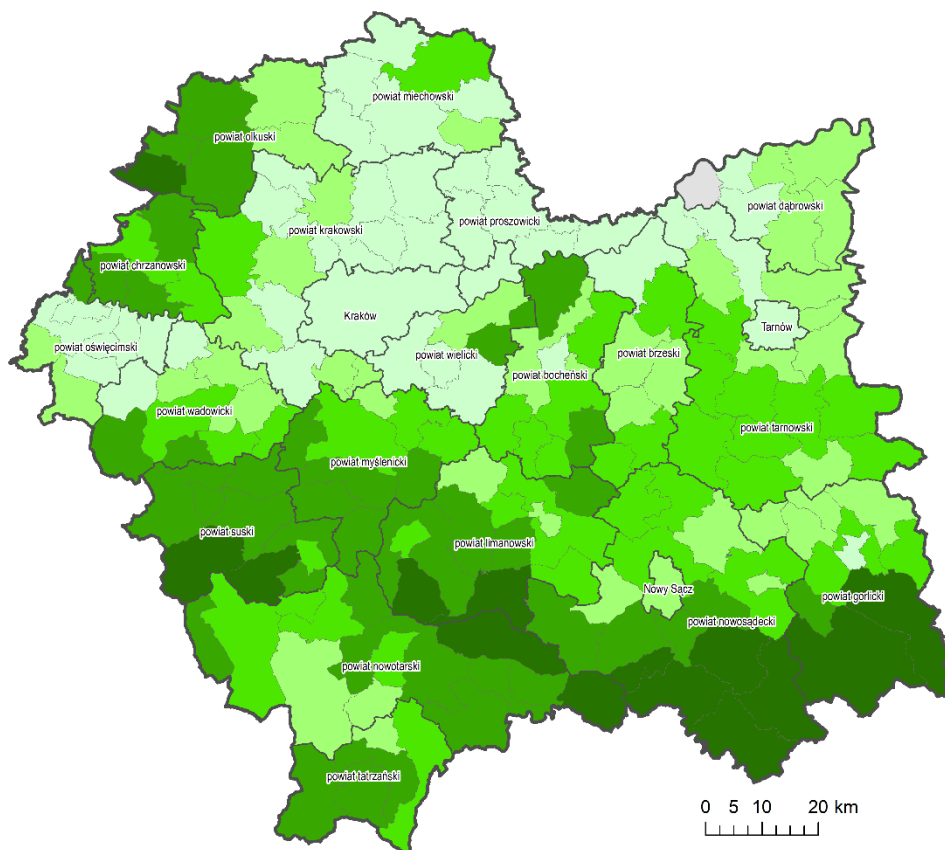 powiat miechowski
powiat olkuski
powiat dąbrowski
powiat proszowicki
powiat krakowski
powiat chrzanowski
Kraków
Tarnów
powiat oświęcimski
powiat wielicki
powiat brzeski
powiat bocheński
powiat wadowicki
powiat tarnowski
powiat myślenicki
powiat suski
powiat limanowski
Nowy Sącz
powiat gorlicki
powiat nowosądecki
powiat nowotarski
powiat tatrzański
0 5 10 20 km